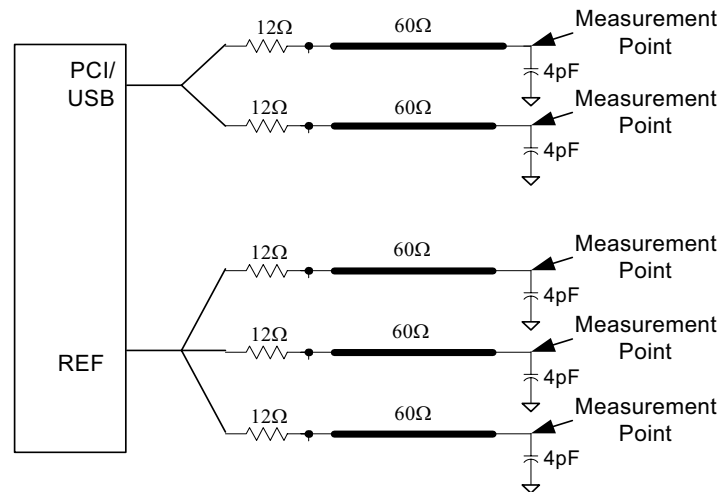 12Ω
60Ω
Measurement
Point
4pF
PCI/
USB
12Ω
60Ω
Measurement
Point
4pF
12Ω
60Ω
Measurement
Point
4pF
REF
12Ω
60Ω
Measurement
Point
4pF
12Ω
60Ω
Measurement
Point
4pF